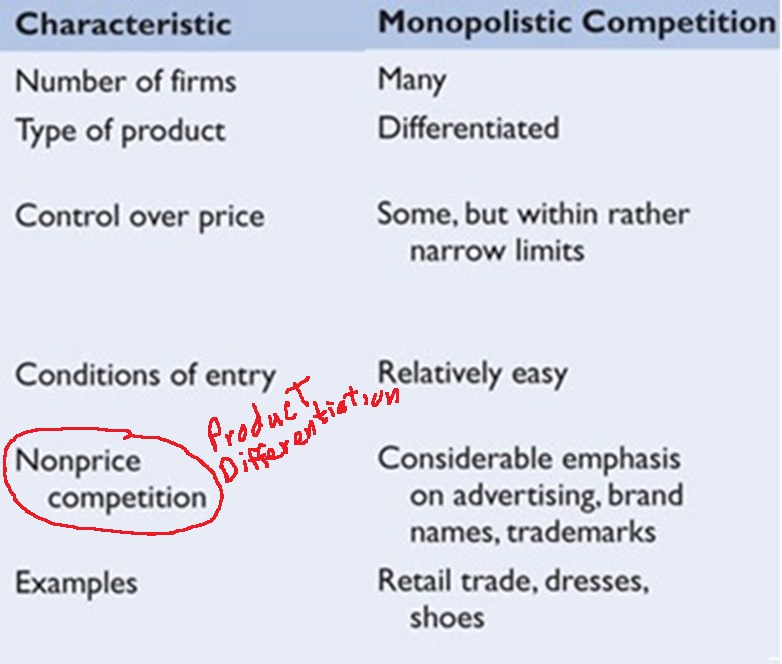 Characteristic Monopolistic Competition
Number of firms Many
Type of product Differentiated
Control over price Some, but within rather
narrow limits
Conditions of entry Relatively easy
Product
Differentiation
Nonprice Considerable emphasis
competition on advertising, brand
names, trademarks
Examples Retail trade, dresses,
shoes